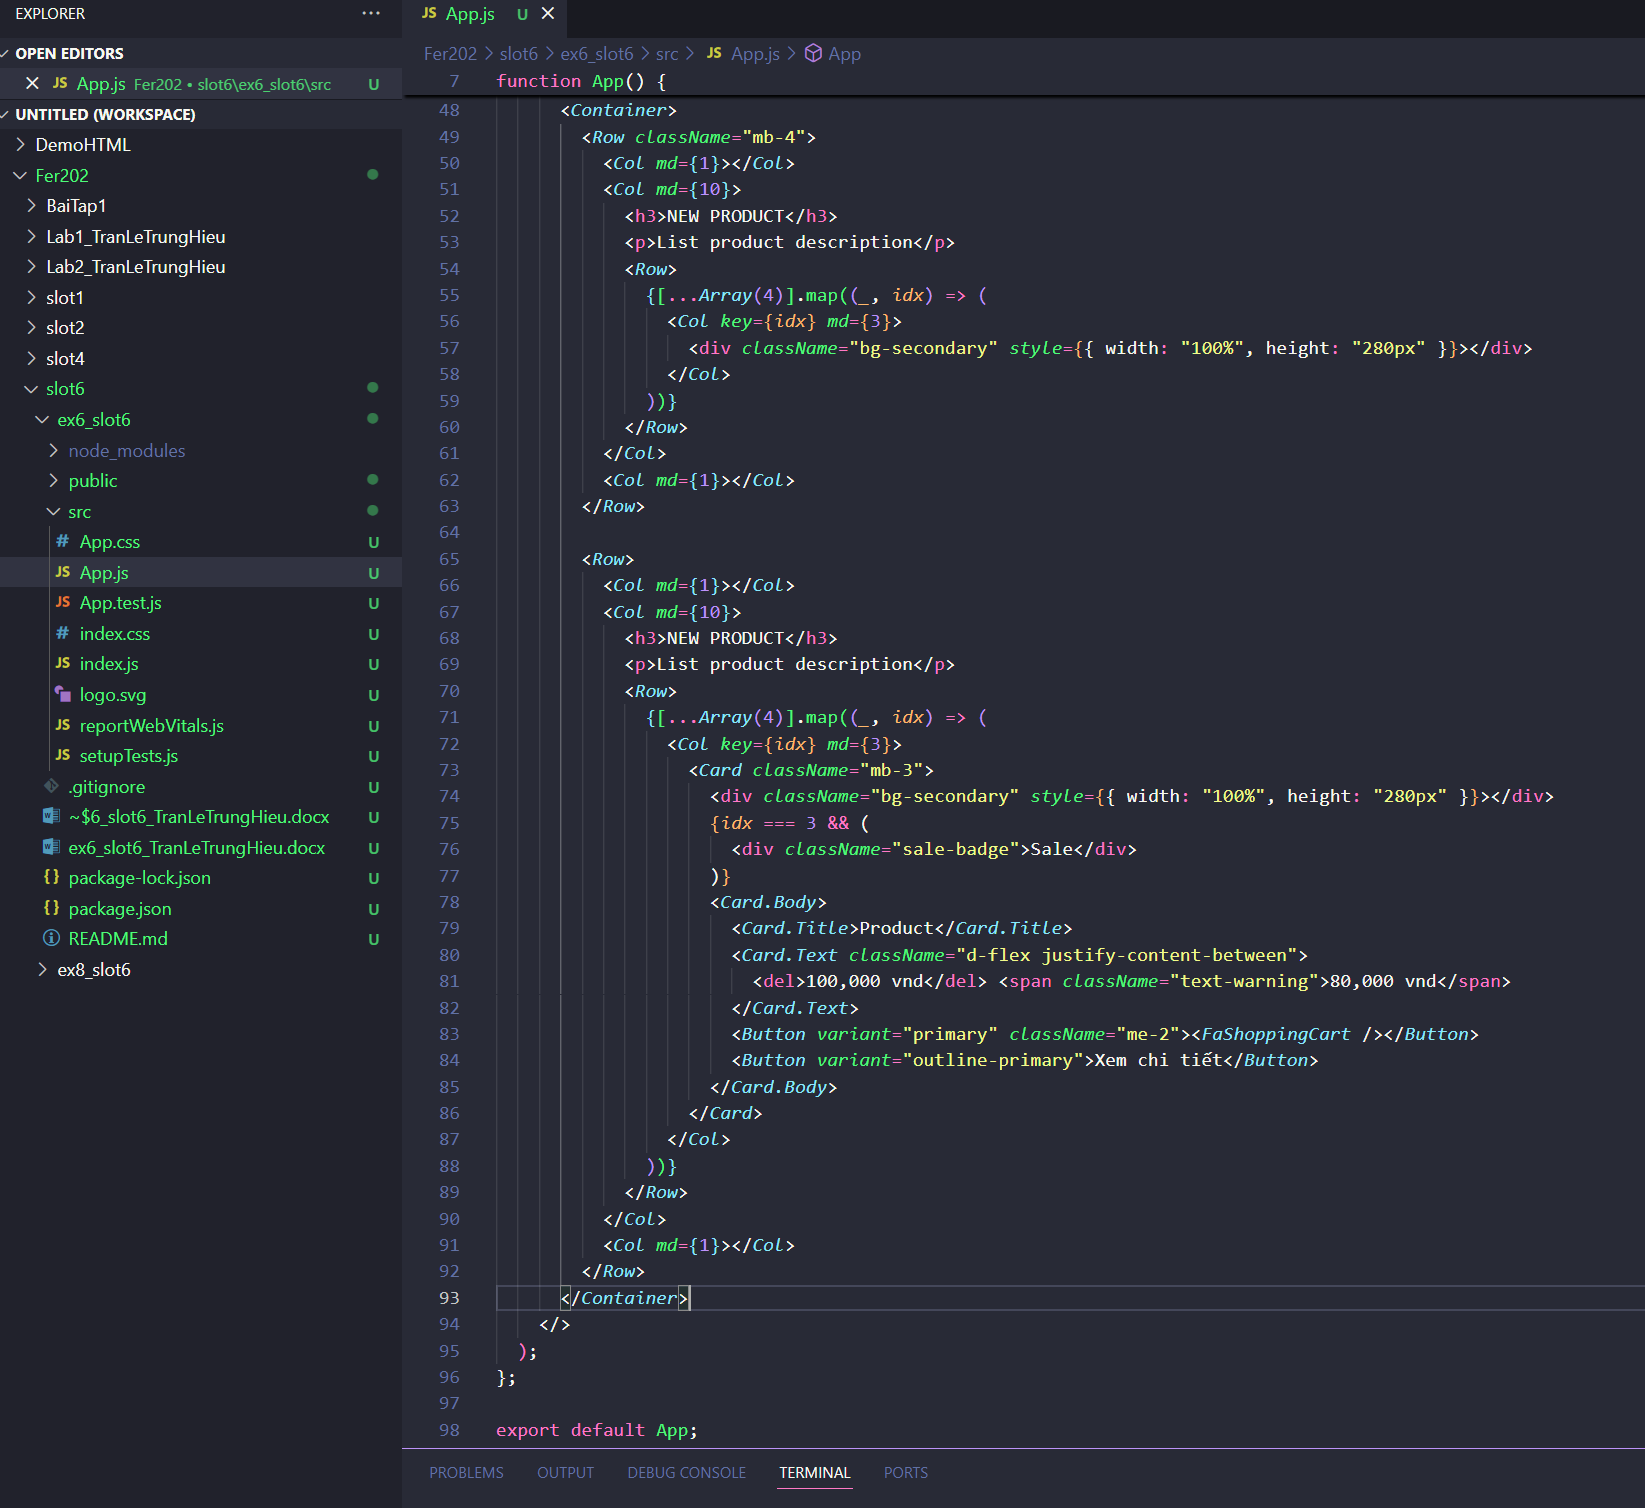 EXPLORER
OPEN EDITORS
JS App.js Fer202 • slot6\ex6_slot6\src U
UNTITLED (WORKSPACE)
DemoHTML
Fer202
BaiTap1
Lab1_TranLeTrungHieu
Lab2_TranLeTrungHieu
slot1
slot2
slot4
slot6
ex6_slot6
node_modules
public
src
# App.css U
JS App.js U
JS App.test.js U
# index.css U
JS index.js U
logo.svg U
JS reportWebVitals.js U
JS setupTests.js U
.gitignore U
~$6_slot6_TranLeTrungHieu.docx U
ex6_slot6_TranLeTrungHieu.docx U
{} package-lock.json U
{} package.json U
README.md U
ex8_slot6
JS App.js U
Fer202 > slot6 > ex6_slot6 > src > JS App.js > App
7 function App() {
48 <Container>
49 <Row className="mb-4">
50 <Col md={1}></Col>
51 <Col md={10}>
52 <h3>NEW PRODUCT</h3>
53 <p>List product description</p>
54 <Row>
55 {[...Array(4)].map((_, idx) => (
56 <Col key={idx} md={3}>
57 <div className="bg-secondary" style={{ width: "100%", height: "280px" }}></div>
58 </Col>
59 ))}
60 </Row>
61 </Col>
62 <Col md={1}></Col>
63 </Row>
64
65 <Row>
66 <Col md={1}></Col>
67 <Col md={10}>
68 <h3>NEW PRODUCT</h3>
69 <p>List product description</p>
70 <Row>
71 {[...Array(4)].map((_, idx) => (
72 <Col key={idx} md={3}>
73 <Card className="mb-3">
74 <div className="bg-secondary" style={{ width: "100%", height: "280px" }}></div>
75 {idx === 3 && (
76 <div className="sale-badge">Sale</div>
77 )}
78 <Card.Body>
79 <Card.Title>Product</Card.Title>
80 <Card.Text className="d-flex justify-content-between">
81 <del>100,000 vnd</del> <span className="text-warning">80,000 vnd</span>
82 </Card.Text>
83 <Button variant="primary" className="me-2"><FaShoppingCart /></Button>
84 <Button variant="outline-primary">Xem chi tiết</Button>
85 </Card.Body>
86 </Card>
87 </Col>
88 ))}
89 </Row>
90 </Col>
91 <Col md={1}></Col>
92 </Row>
93 </Container>
94 </>
95 );
96 };
97
98 export default App;
PROBLEMS OUTPUT DEBUG CONSOLE TERMINAL PORTS